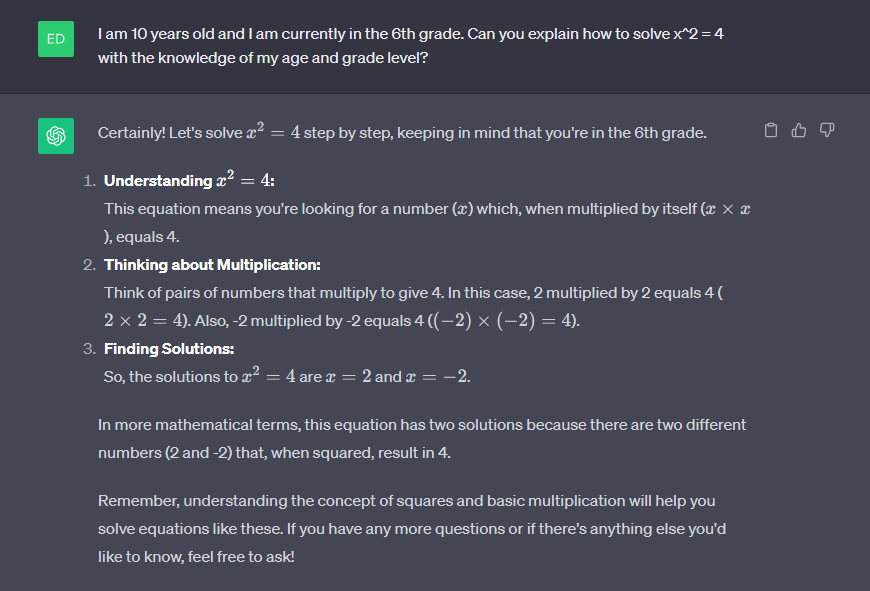 ED
I am 10 years old and I am currently in the 6th grade. Can you explain how to solve x^2 = 4
with the knowledge of my age and grade level?
Certainly! Let's solve x² = 4 step by step, keeping in mind that you're in the 6th grade.
1. Understanding x² = 4:
This equation means you're looking for a number (x) which, when multiplied by itself (x × x
), equals 4.
2. Thinking about Multiplication:
Think of pairs of numbers that multiply to give 4. In this case, 2 multiplied by 2 equals 4 (
2 × 2 = 4). Also, -2 multiplied by -2 equals 4 ((−2) × (−2) = 4).
3. Finding Solutions:
So, the solutions to x² = 4 are x = 2 and x = −2.
In more mathematical terms, this equation has two solutions because there are two different
numbers (2 and -2) that, when squared, result in 4.
Remember, understanding the concept of squares and basic multiplication will help you
solve equations like these. If you have any more questions or if there's anything else you'd
like to know, feel free to ask!